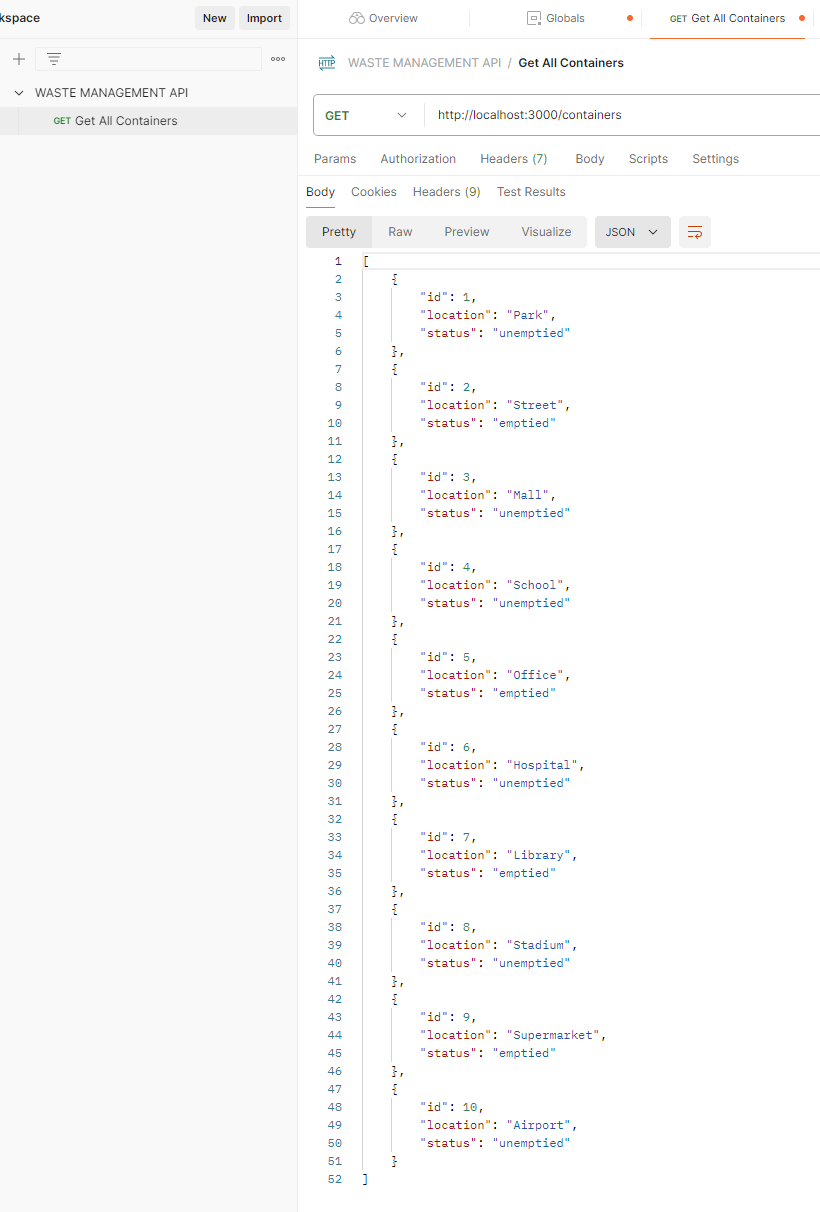 kspace
New Import
Overview Globals GET Get All Containers
WASTE MANAGEMENT API
GET Get All Containers
HTTP WASTE MANAGEMENT API / Get All Containers
GET http://localhost:3000/containers
Params Authorization Headers (7) Body Scripts Settings
Body Cookies Headers (9) Test Results
Pretty Raw Preview Visualize JSON
1 [
2 {
3 "id": 1,
4 "location": "Park",
5 "status": "unemptied"
6 },
7 {
8 "id": 2,
9 "location": "Street",
10 "status": "emptied"
11 },
12 {
13 "id": 3,
14 "location": "Mall",
15 "status": "unemptied"
16 },
17 {
18 "id": 4,
19 "location": "School",
20 "status": "unemptied"
21 },
22 {
23 "id": 5,
24 "location": "Office",
25 "status": "emptied"
26 },
27 {
28 "id": 6,
29 "location": "Hospital",
30 "status": "unemptied"
31 },
32 {
33 "id": 7,
34 "location": "Library",
35 "status": "emptied"
36 },
37 {
38 "id": 8,
39 "location": "Stadium",
40 "status": "unemptied"
41 },
42 {
43 "id": 9,
44 "location": "Supermarket",
45 "status": "emptied"
46 },
47 {
48 "id": 10,
49 "location": "Airport",
50 "status": "unemptied"
51 }
52 ]